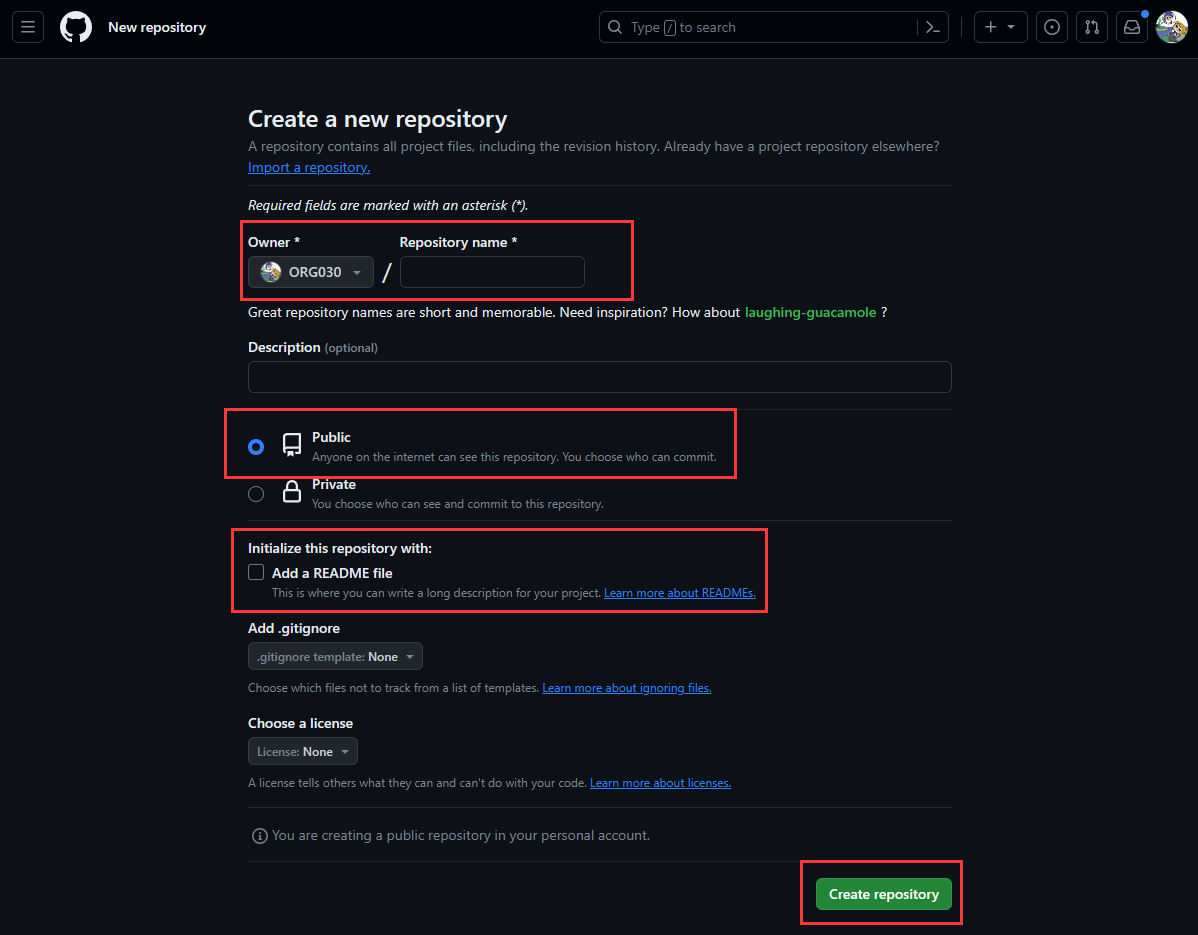 New repository
Type / to search
Create a new repository
A repository contains all project files, including the revision history. Already have a project repository elsewhere?
Import a repository.
Required fields are marked with an asterisk (*).
Owner * Repository name *
ORG030 /
Great repository names are short and memorable. Need inspiration? How about laughing-guacamole ?
Description (optional)
Public
Anyone on the internet can see this repository. You choose who can commit.
Private
You choose who can see and commit to this repository.
Initialize this repository with:
Add a README file
This is where you can write a long description for your project. Learn more about READMEs.
Add .gitignore
.gitignore template: None
Choose which files not to track from a list of templates. Learn more about ignoring files.
Choose a license
License: None
A license tells others what they can and can't do with your code. Learn more about licenses.
You are creating a public repository in your personal account.
Create repository